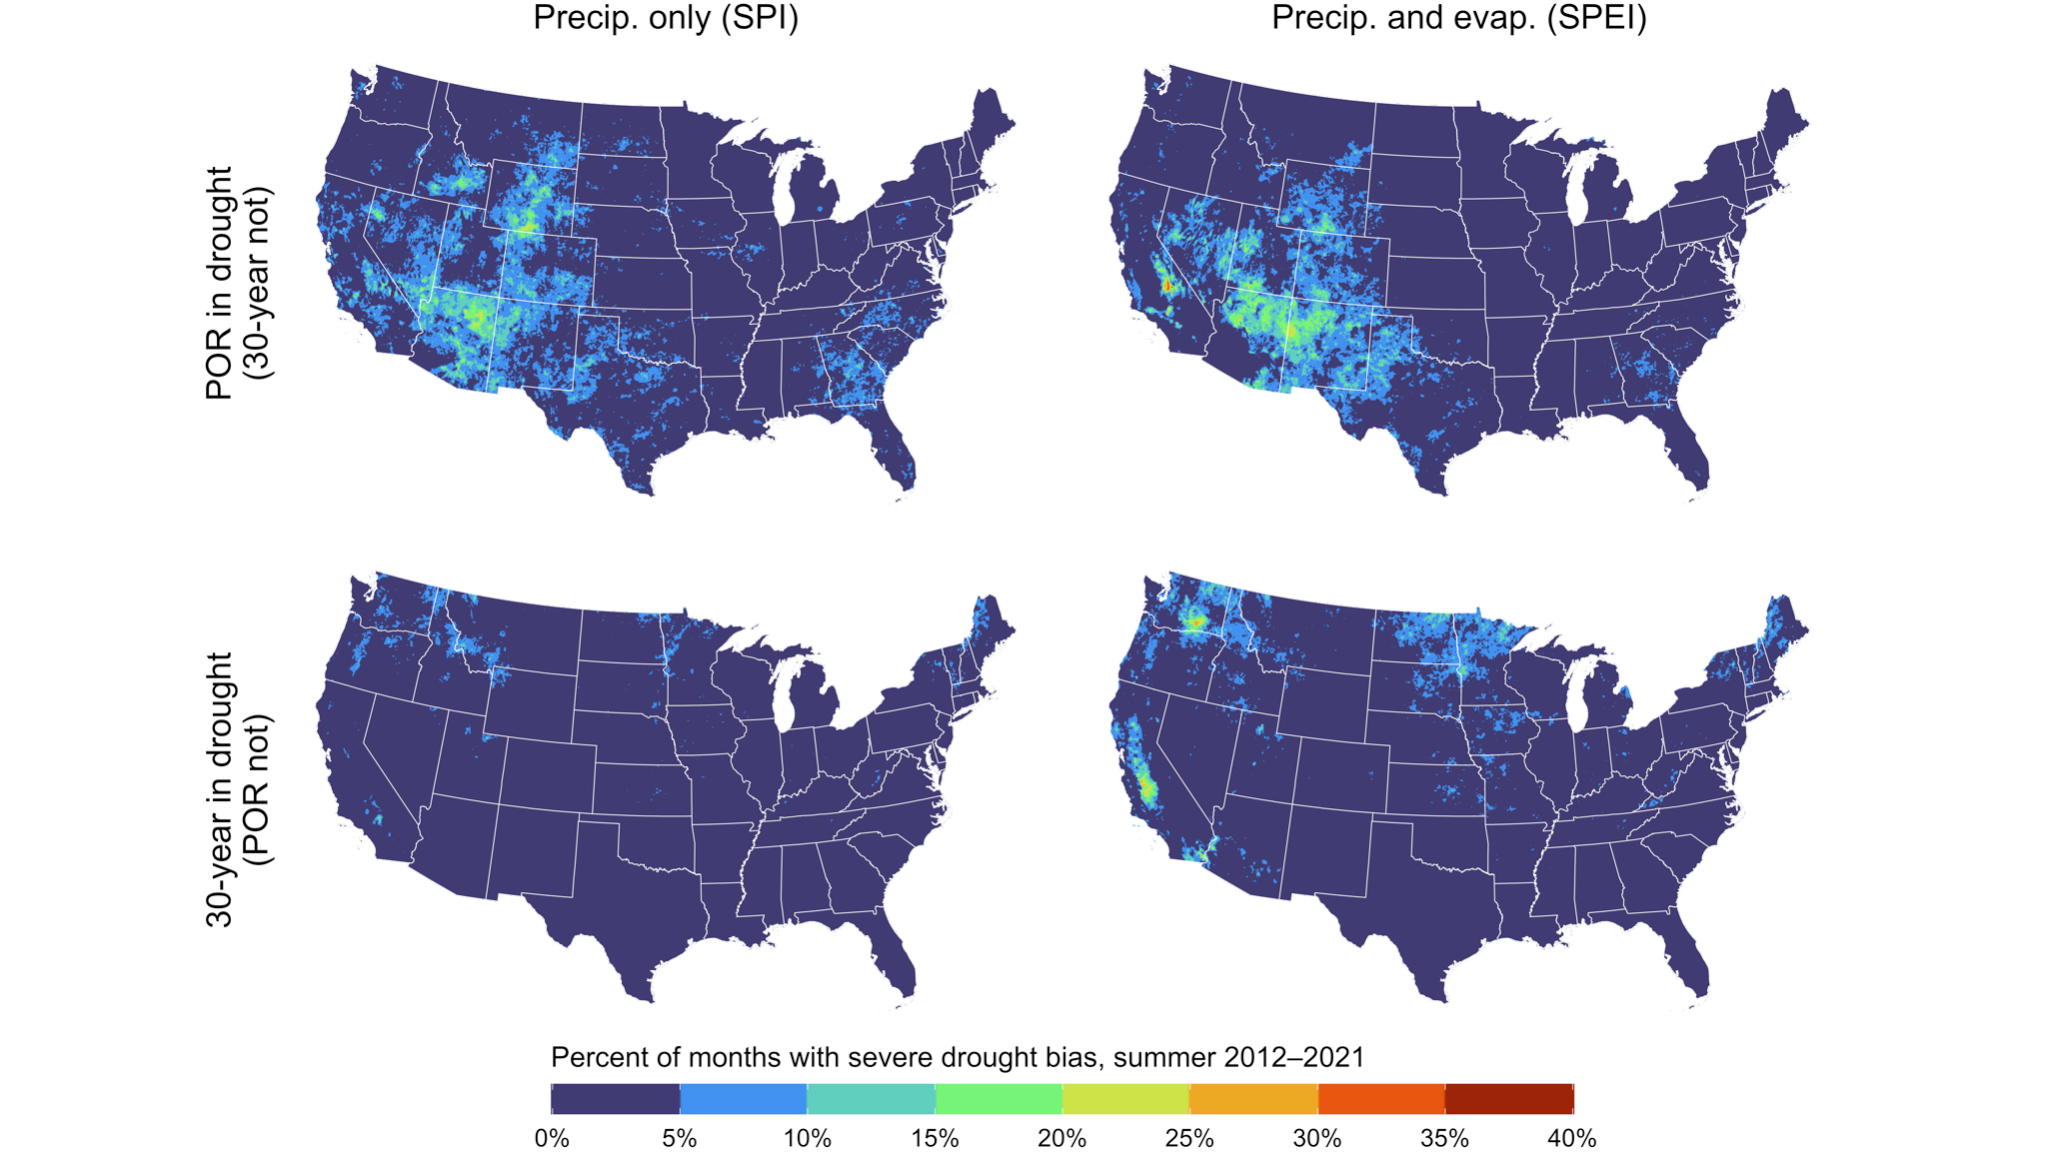 Precip. only (SPI)
Precip. and evap. (SPEI)
POR in drought
(30-year not)
30-year in drought
(POR not)
Percent of months with severe drought bias, summer 2012–2021
0% 5% 10% 15% 20% 25% 30% 35% 40%